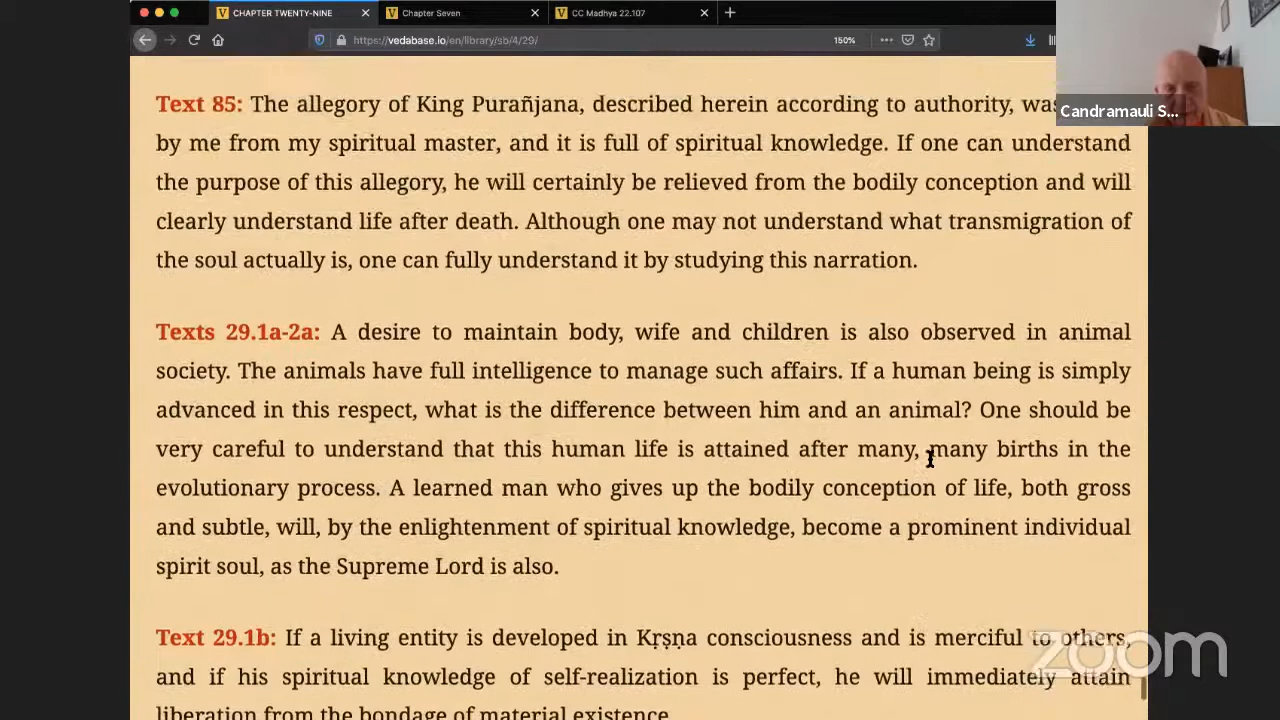 CHAPTER TWENTY-NINE
Chapter Seven
CC Madhya 22.107
https://vedabase.io/en/library/sb/4/29/
150%
Candramauli S...
Text 85: The allegory of King Purañjana, described herein according to authority, was
by me from my spiritual master, and it is full of spiritual knowledge. If one can understand
the purpose of this allegory, he will certainly be relieved from the bodily conception and will
clearly understand life after death. Although one may not understand what transmigration of
the soul actually is, one can fully understand it by studying this narration.
Texts 29.1a-2a: A desire to maintain body, wife and children is also observed in animal
society. The animals have full intelligence to manage such affairs. If a human being is simply
advanced in this respect, what is the difference between him and an animal? One should be
very careful to understand that this human life is attained after many, many births in the
evolutionary process. A learned man who gives up the bodily conception of life, both gross
and subtle, will, by the enlightenment of spiritual knowledge, become a prominent individual
spirit soul, as the Supreme Lord is also.
Text 29.1b: If a living entity is developed in Kṛṣṇa consciousness and is merciful to others,
and if his spiritual knowledge of self-realization is perfect, he will immediately attain
liberation from the bondage of material existence.
zoom